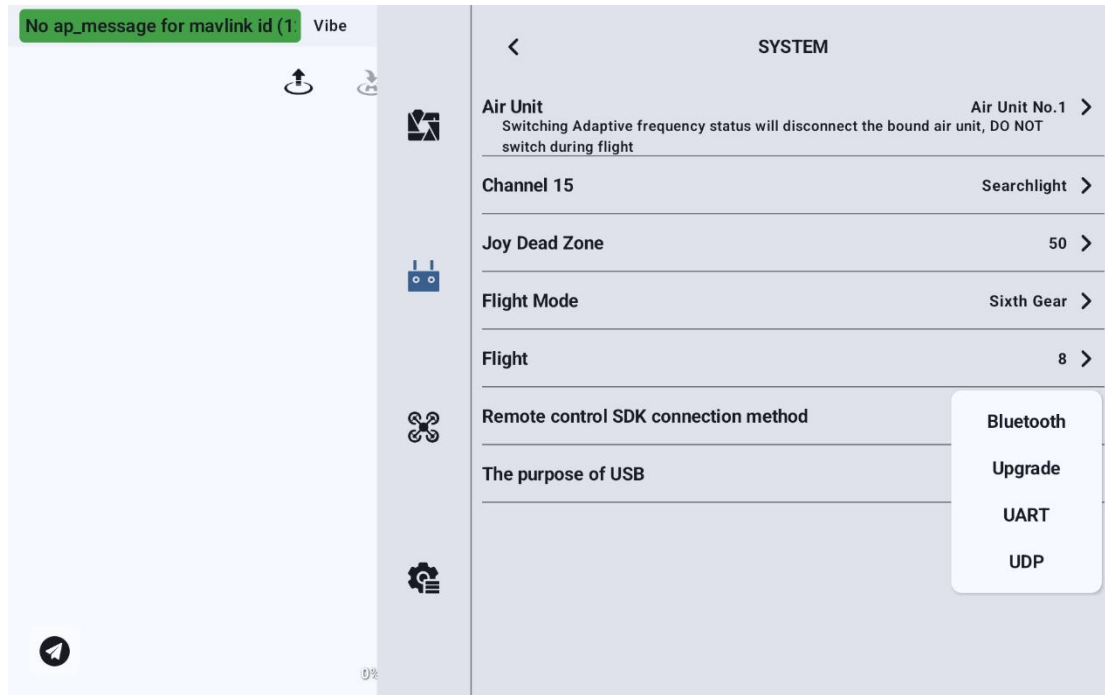 No ap_message for mavlink id (1
Vibe
SYSTEM
Air Unit
Air Unit No.1
Switching Adaptive frequency status will disconnect the bound air unit, DO NOT
switch during flight
Channel 15
Searchlight
Joy Dead Zone
50
Flight Mode
Sixth Gear
Flight
8
Remote control SDK connection method
The purpose of USB
Bluetooth
Upgrade
UART
UDP
0%